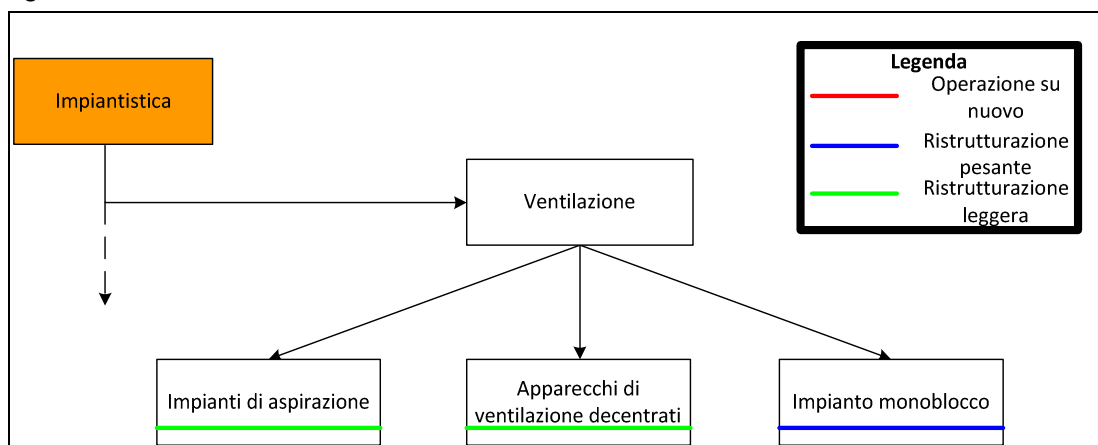 Impiantistica
Legenda
Operazione su
nuovo
Ristrutturazione
pesante
Ristrutturazione
leggera
Ventilazione
Impianti di aspirazione
Apparecchi di
ventilazione decentrati
Impianto monoblocco